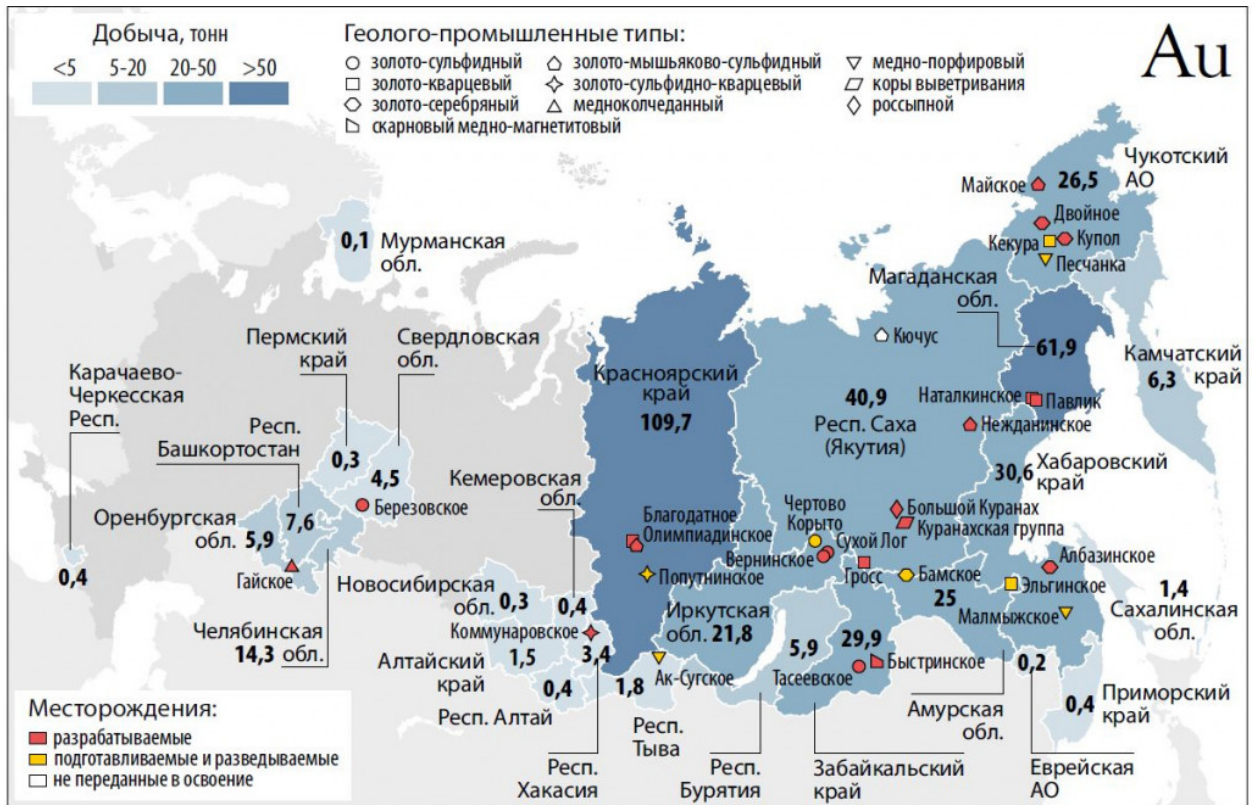 Добыча, тонн
<5
5-20
20-50
>50
Геолого-промышленные типы:
золото-сульфидный
золото-мышьяково-сульфидный
медно-порфировый
золото-кварцевый
золото-сульфидно-кварцевый
коры выветривания
золото-серебряный
медноколчеданный
россыпной
скарновый медно-магнетитовый
Au
Чукотский
АО
26,5
Майское
Двойное
Кекура
Купол
Песчанка
0,1
Мурманская
обл.
Магаданская
обл.
61,9
Камчатский
край
6,3
Пермский
край
Свердловская
обл.
Кючус
Карачаево-
Черкесская
Респ.
Красноярский
край
109,7
40,9
Респ. Саха
(Якутия)
Наталкинское
Павлик
Нежданинское
Респ.
Башкортостан
0,3
4,5
Кемеровская
обл.
30,6
Хабаровский
край
Оренбургская
обл.
5,9
7,6
Березовское
Благодатное
Олимпиадинское
Чертово
Корыто
Сухой Лог
Вернинское
Большой Куранах
Куранахская группа
Гросс
Албазинское
0,4
Гайское
Новосибирская
обл.
0,3
0,4
Попутнинское
Бамское
25
Эльгинское
Малмыжское
1,4
Сахалинская
обл.
Челябинская
14,3
обл.
Коммунаровское
Иркутская
обл.
21,8
Алтайский
край
1,5
3,4
5,9
29,9
Быстринское
Тасеевское
0,2
0,4
Респ. Алтай
1,8
Ак-Сугское
Приморский
край
0,4
Амурская
обл.
Месторождения:
разрабатываемые
подготавливаемые и разведываемые
не переданные в освоение
Респ.
Тыва
Респ.
Хакасия
Респ.
Бурятия
Забайкальский
край
Еврейская
АО